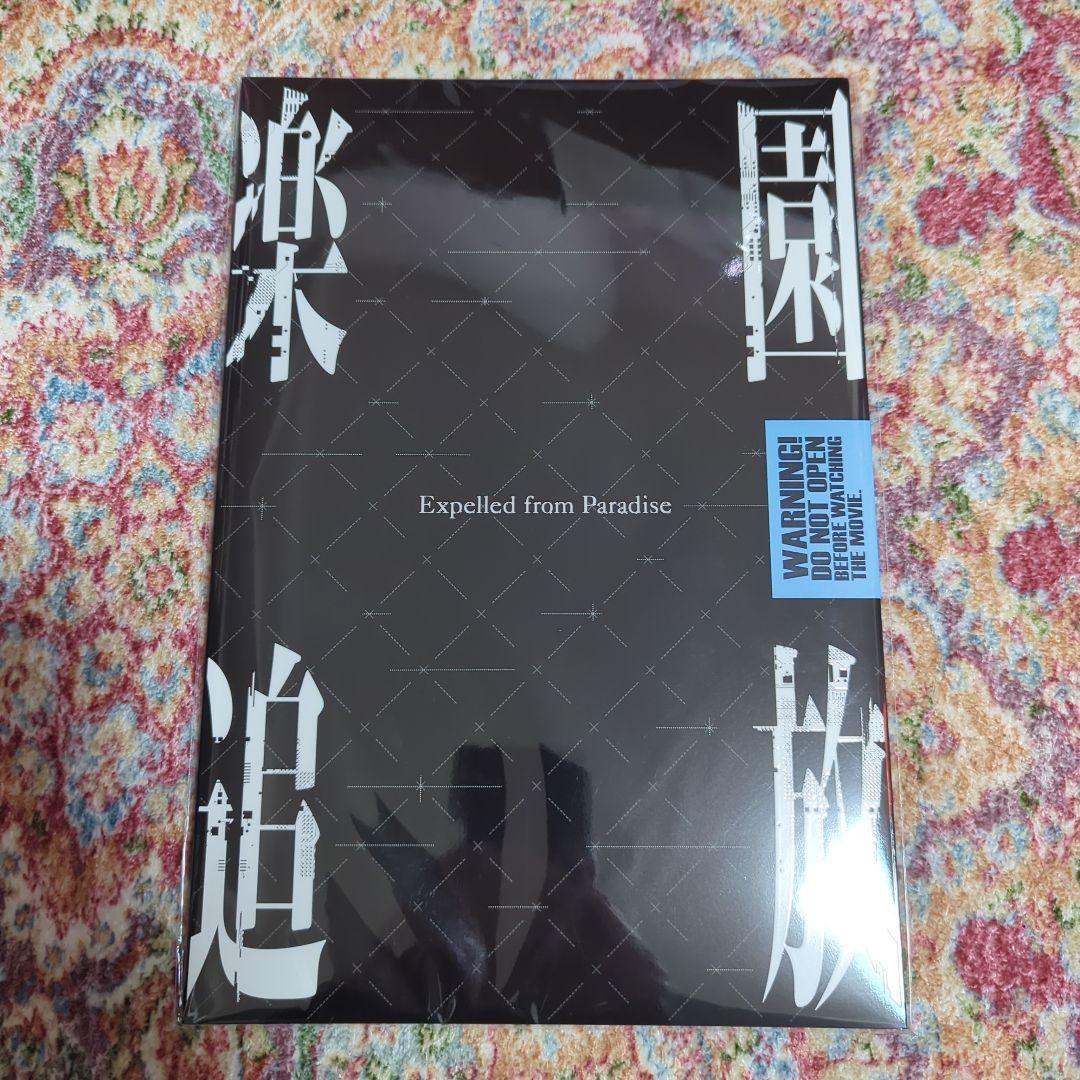 楽園
Expelled from Paradise
WARNING!
DO NOT OPEN
BEFORE WATCHING
THE MOVIE.
追放